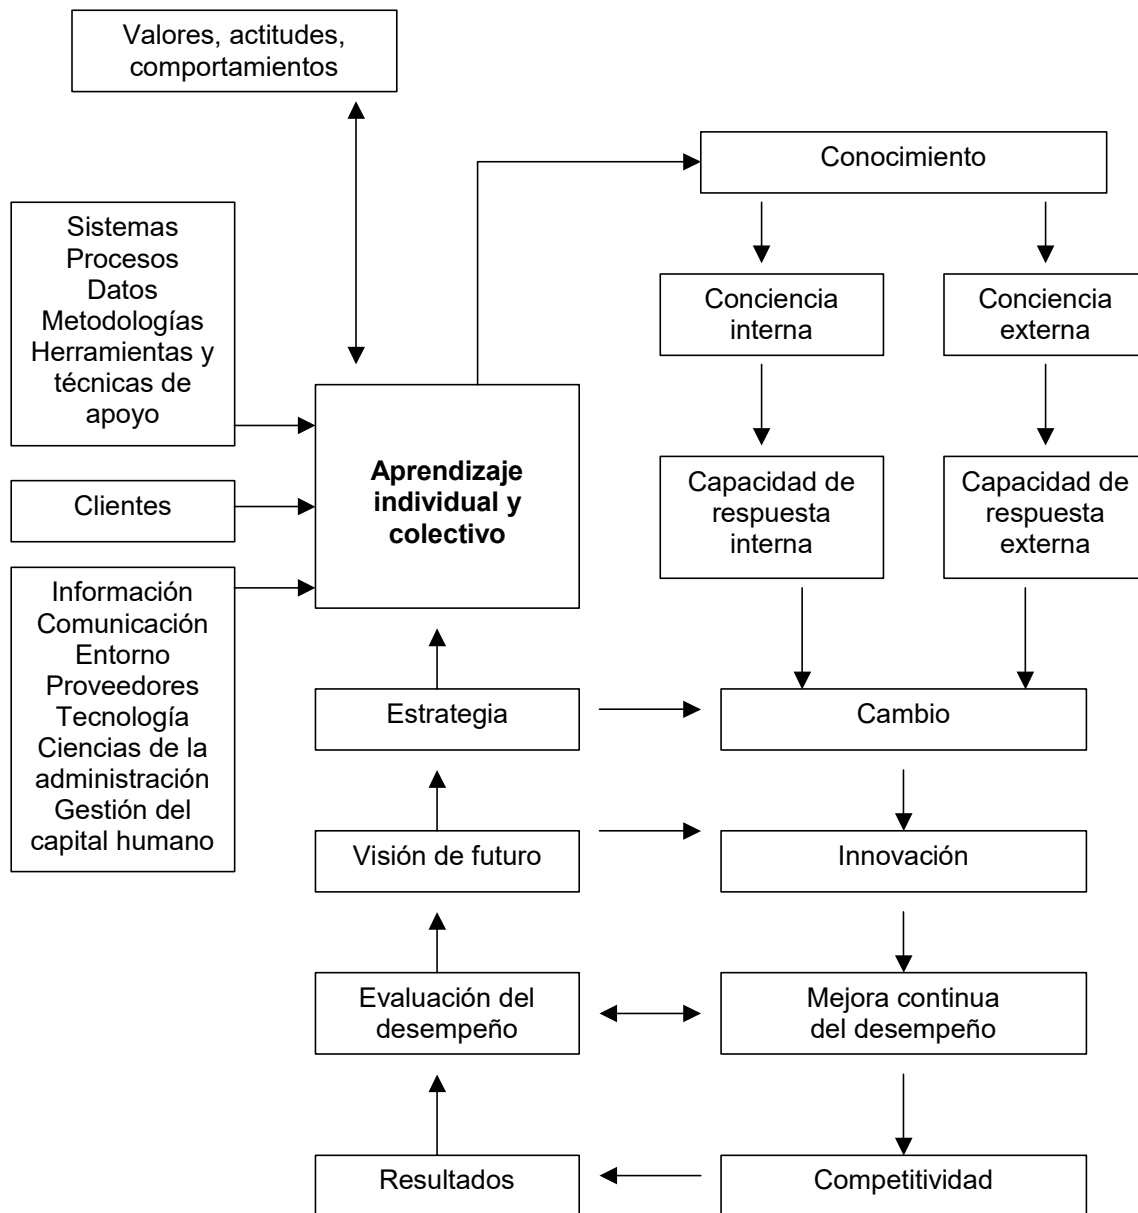 Valores, actitudes,
comportamientos
Conocimiento
Sistemas
Procesos
Datos
Metodologías
Herramientas y
técnicas de
apoyo
Conciencia
interna
Conciencia
externa
Aprendizaje
individual y
colectivo
Capacidad de
respuesta
interna
Capacidad de
respuesta
externa
Clientes
Información
Comunicación
Entorno
Proveedores
Tecnología
Ciencias de la
administración
Gestión del
capital humano
Estrategia
Cambio
Visión de futuro
Innovación
Evaluación del
desempeño
Mejora continua
del desempeño
Resultados
Competitividad